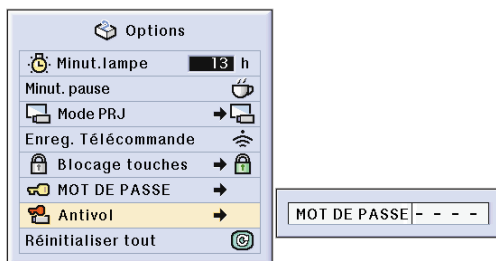 Options
Minut.lampe 13 h
Minut. pause
Mode PRJ
Enreg. Télécommande
Blocage touches
MOT DE PASSE
Antivol
MOT DE PASSE - - - -
Réinitialiser tout